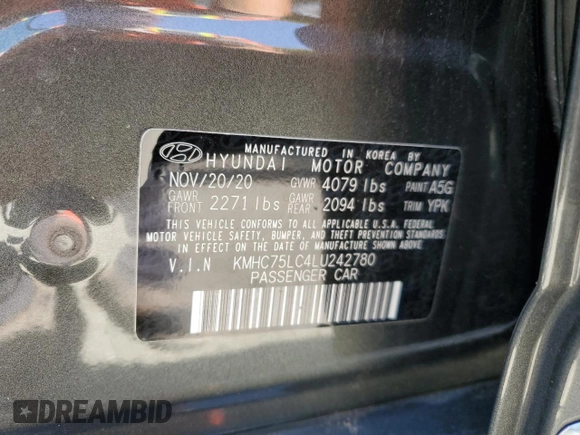 MANUFACTURED IN KOREA BY
HYUNDAI MOTOR COMPANY
NOV/20/20 GVWR 4079 lbs PAINT A5G
GAWR FRONT 2271 lbs GAWR REAR 2094 lbs TRIM YPK
THIS VEHICLE CONFORMS TO ALL APPLICABLE U.S.A. FEDERAL
MOTOR VEHICLE SAFETY, BUMPER, AND THEFT PREVENTION STANDARDS
IN EFFECT ON THE DATE OF MANUFACTURE SHOWN ABOVE.
V.I.N KMHC75LC4LU242780
PASSENGER CAR
DREAMBID